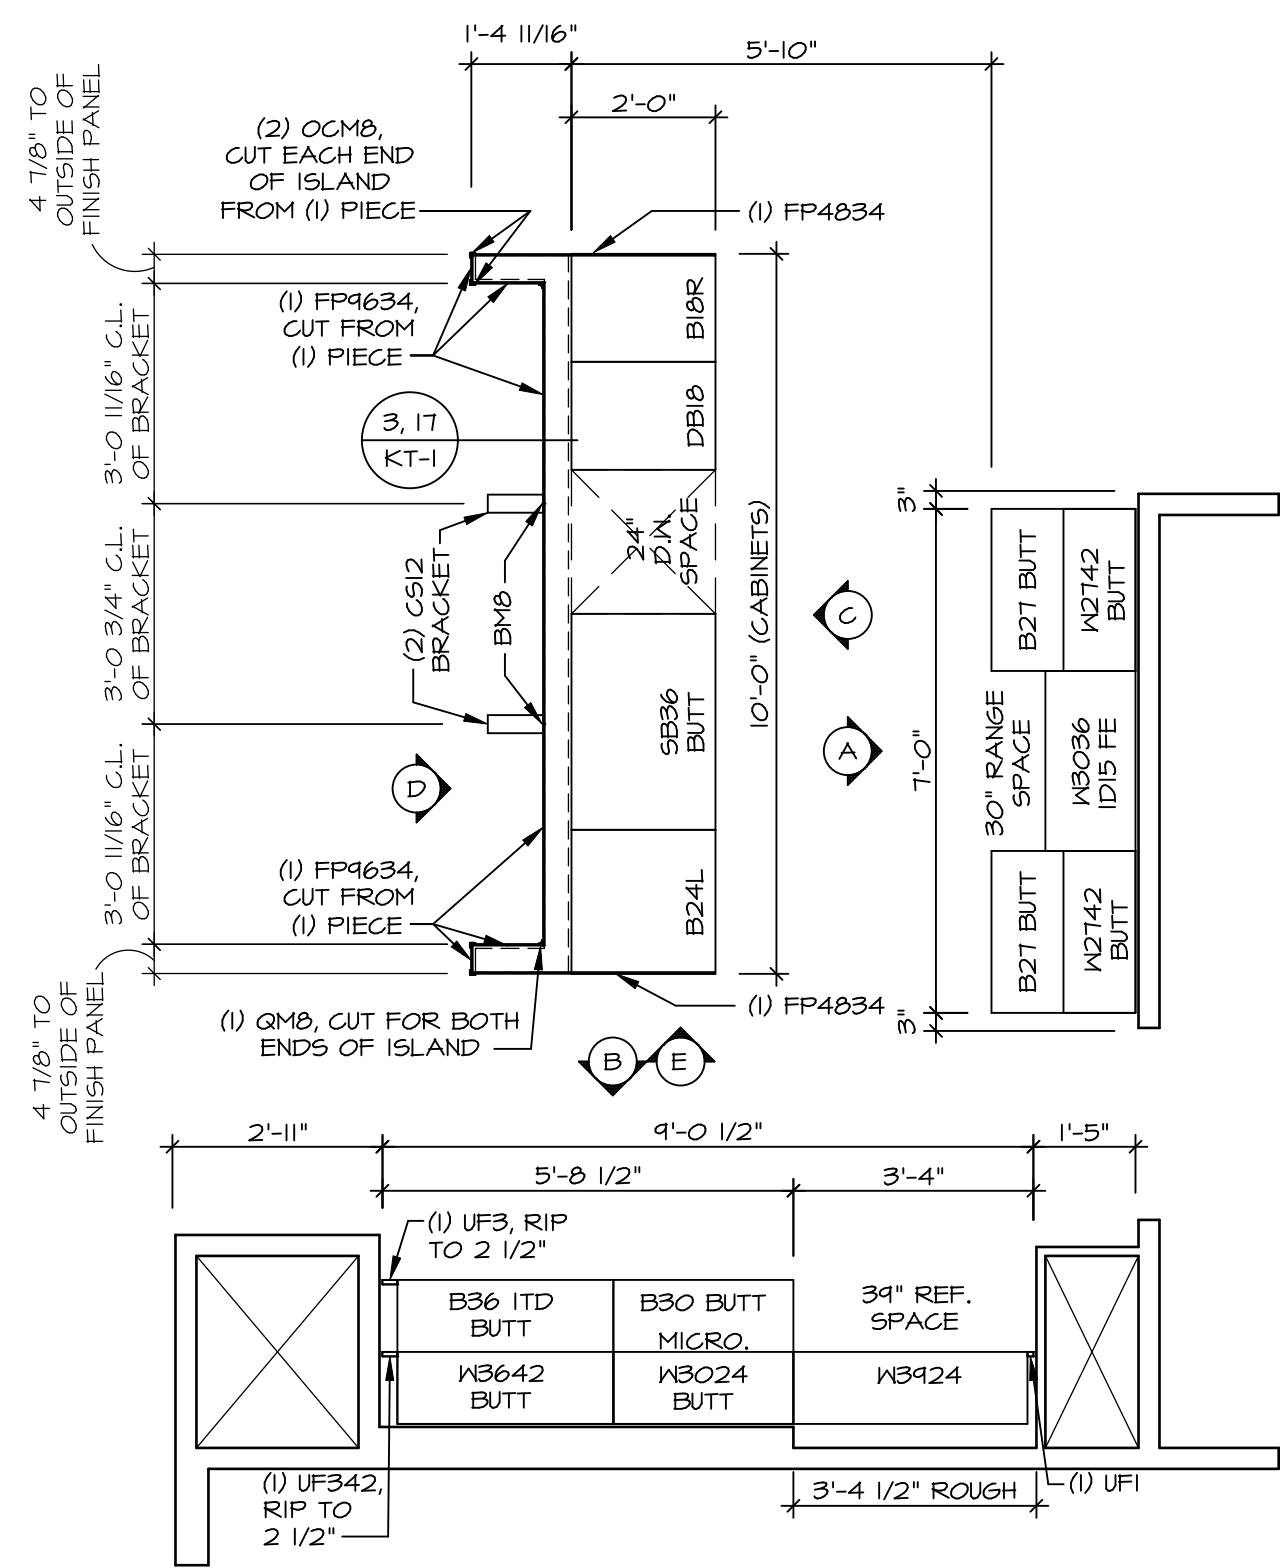 1'-4 11/16"
5'-10"
2'-0"
4 7/8" TO
OUTSIDE OF
FINISH PANEL
(2) OCM8,
CUT EACH END
OF ISLAND
FROM (1) PIECE
(1) FP4834
(1) FP9634,
CUT FROM
(1) PIECE
3'-0 11/16" C.L.
OF BRACKET
3, 17
KT-1
B18R
DB18
24"
D.W.
SPACE
SB36
BUTT
B24L
10'-0" (CABINETS)
3'-0 3/4" C.L.
OF BRACKET
(2) CS12
BRACKET
BM8
3'-0 11/16" C.L.
OF BRACKET
D
C
A
3"
7'-0"
3"
B27 BUTT
W2742
BUTT
30" RANGE
SPACE
W3036
1D15 FE
B27 BUTT
W2742
BUTT
(1) FP9634,
CUT FROM
(1) PIECE
(1) FP4834
4 7/8" TO
OUTSIDE OF
FINISH PANEL
(1) QM8, CUT FOR BOTH
ENDS OF ISLAND
B
E
2'-11"
9'-0 1/2"
1'-5"
5'-8 1/2"
3'-4"
(1) UF3, RIP
TO 2 1/2"
B36 1TD
BUTT
B30 BUTT
MICRO.
39" REF.
SPACE
W3642
BUTT
W3024
BUTT
W3924
(1) UF342,
RIP TO
2 1/2"
3'-4 1/2" ROUGH
(1) UF1